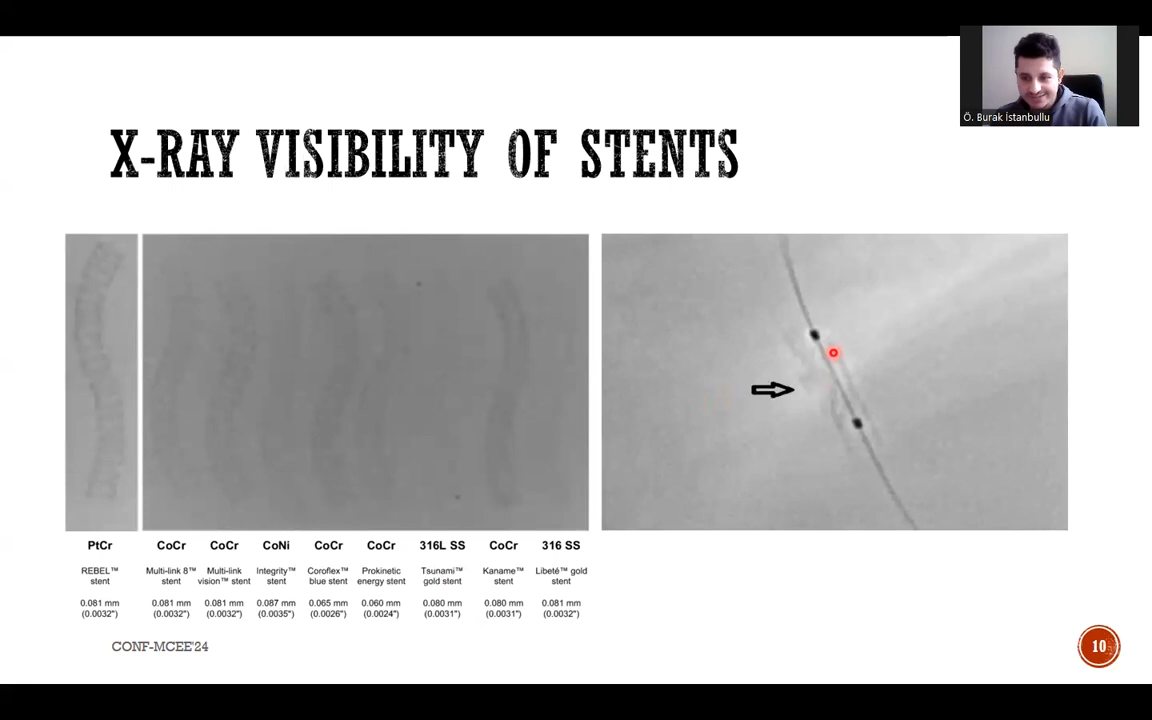 Ö. Burak İstanbullu
X-RAY VISIBILITY OF STENTS
PtCr CoCr CoCr CoNi CoCr CoCr 316L SS CoCr 316 SS
REBEL™ Multi-link 8™ Multi-link Integrity™ Coroflex™ Prokinetic Tsunami™ Kaname™ Libeté™ gold
stent stent vision™ stent stent blue stent energy stent gold stent stent stent
0.081 mm 0.081 mm 0.081 mm 0.087 mm 0.065 mm 0.060 mm 0.080 mm 0.080 mm 0.081 mm
(0.0032") (0.0032") (0.0032") (0.0035") (0.0026") (0.0024") (0.0031") (0.0031") (0.0032")
CONF-MCEE'24
10